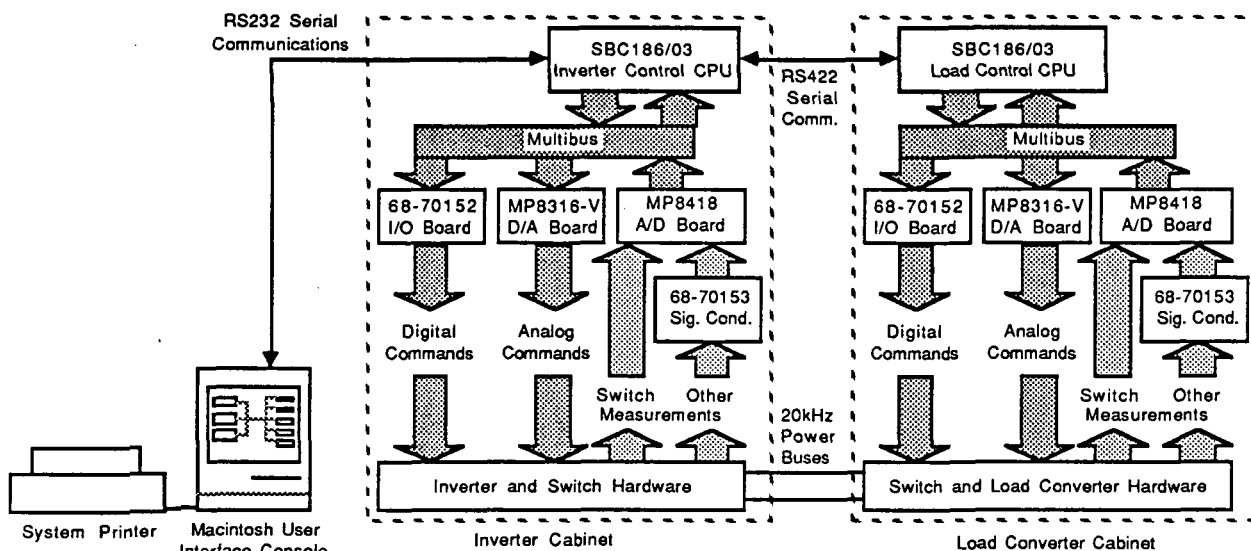 RS232 Serial
Communications
SBC186/03
Inverter Control CPU
RS422
Serial
Comm.
SBC186/03
Load Control CPU
Multibus
Multibus
68-70152
I/O Board
MP8316-V
D/A Board
MP8418
A/D Board
68-70152
I/O Board
MP8316-V
D/A Board
MP8418
A/D Board
68-70153
Sig. Cond.
68-70153
Sig. Cond.
Digital
Commands
Analog
Commands
Switch Other
Measurements
Digital
Commands
Analog
Commands
Switch Other
Measurements
20kHz
Power
Buses
Inverter and Switch Hardware
Switch and Load Converter Hardware
System Printer
Macintosh User
Interface Console
Inverter Cabinet
Load Converter Cabinet